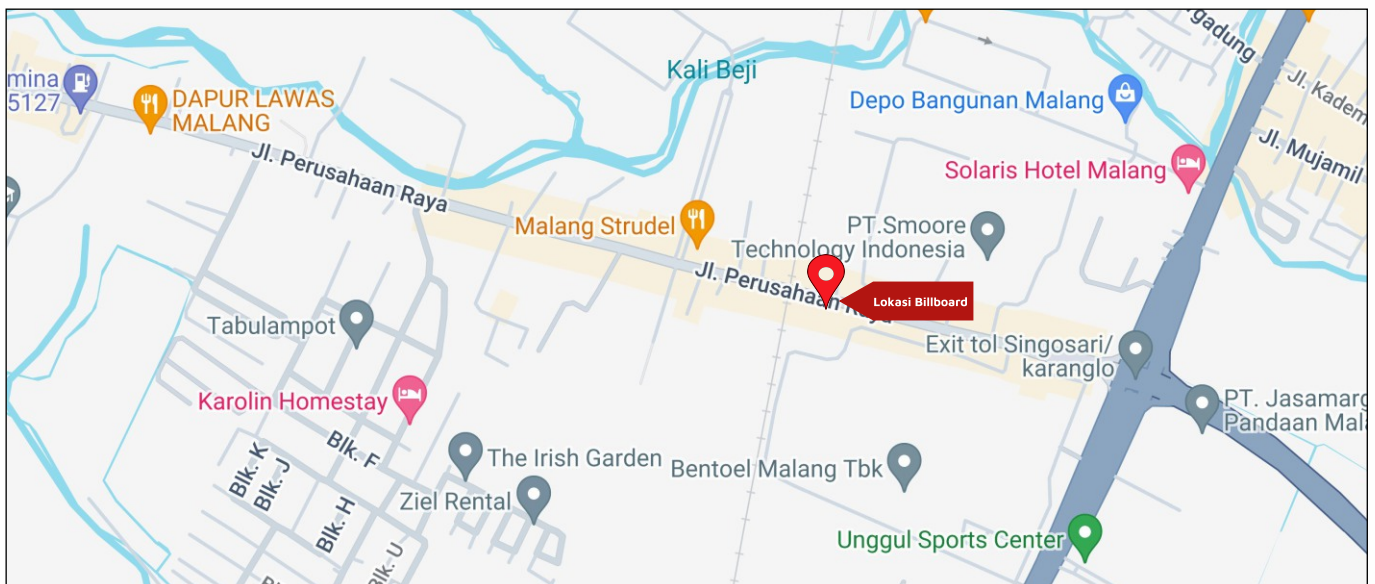 rgadung
Kali Beji
mina
5127
DAPUR LAWAS
MALANG
Depo Bangunan Malang
Jl. Kadem
Jl. Mujamil
Jl. Perusahaan Raya
Solaris Hotel Malang
Malang Strudel
PT.Smoore
Technology Indonesia
Jl. Perusahaan Raya
Lokasi Billboard
Tabulampot
Exit tol Singosari/
karanglo
Karolin Homestay
PT. Jasamarg
Pandaan Mala
Blk. F
Blk. K
Blk. J
The Irish Garden
Bentoel Malang Tbk
Ziel Rental
Blk. H
Unggul Sports Center
Blk. U